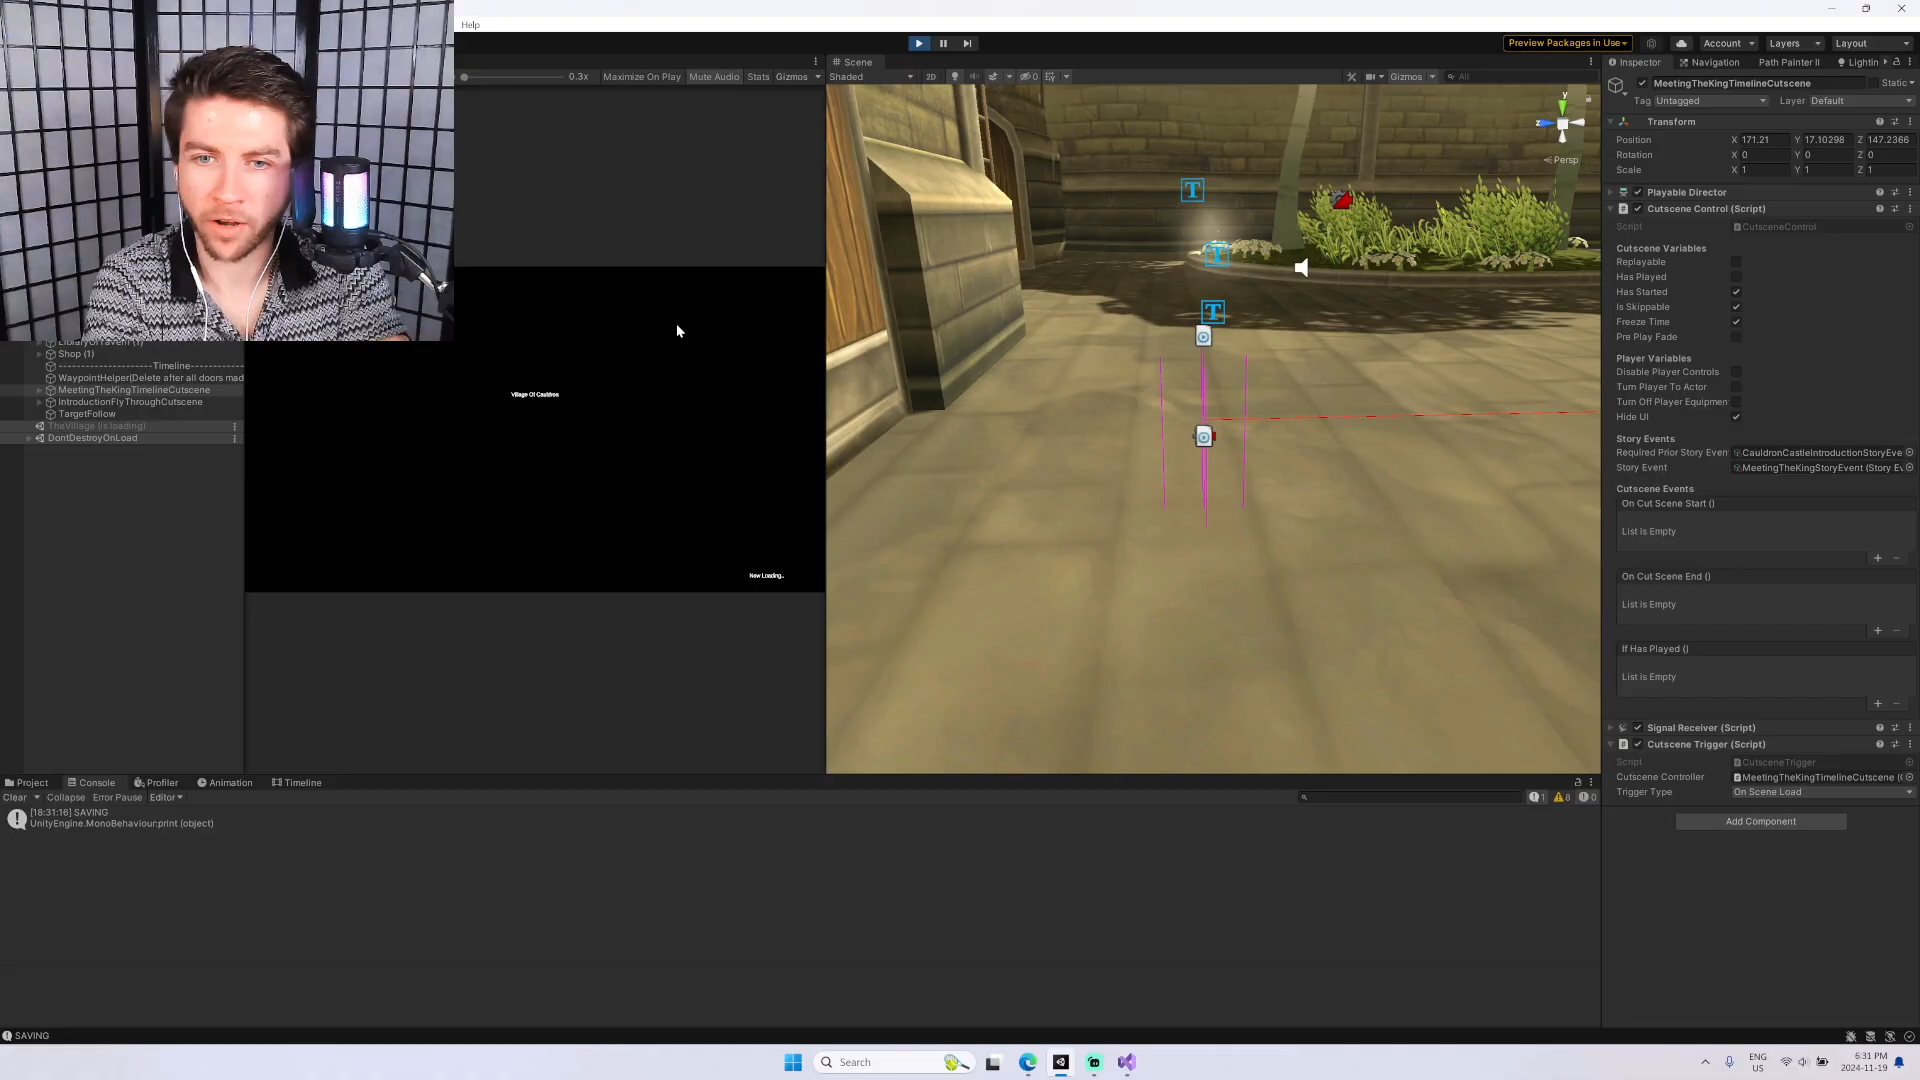 Help
Preview Packages in Use
Account
Layers
Layout
0.3x
Maximize On Play
Mute Audio
Stats
Gizmos
Scene
Shaded
2D
Gizmos
All
y
z
Persp
Inspector
Navigation
Path Painter II
Lightin
MeetingTheKingTimelineCutscene
Static
Tag Untagged
Layer Default
Transform
Position X 171.21 Y 17.10298 Z 147.2366
Rotation X 0 Y 0 Z 0
Scale X 1 Y 1 Z 1
Playable Director
Cutscene Control (Script)
Script CutsceneControl
Cutscene Variables
Replayable
Has Played
Has Started
Is Skippable
Freeze Time
Pre Play Fade
Player Variables
Disable Player Controls
Turn Player To Actor
Turn Off Player Equipmen
Hide UI
Story Events
Required Prior Story Even CauldronCastleIntroductionStoryEve
Story Event MeetingTheKingStoryEvent (Story Ev
Cutscene Events
On Cut Scene Start ()
List is Empty
On Cut Scene End ()
List is Empty
If Has Played ()
List is Empty
Signal Receiver (Script)
Cutscene Trigger (Script)
Script CutsceneTrigger
Cutscene Controller MeetingTheKingTimelineCutscene (
Trigger Type On Scene Load
Add Component
Shop (1)
---------------------Timeline------------
WaypointHelper(Delete after all doors mad
MeetingTheKingTimelineCutscene
IntroductionFlyThroughCutscene
TargetFollow
TheVillage (is loading)
DontDestroyOnLoad
Village Of Cauldros
Now Loading..
T
T
T
Project
Console
Profiler
Animation
Timeline
Clear
Collapse
Error Pause
Editor
1
8
0
[18:31:16] SAVING
UnityEngine.MonoBehaviour:print (object)
SAVING
Search
ENG
US
6:31 PM
2024-11-19